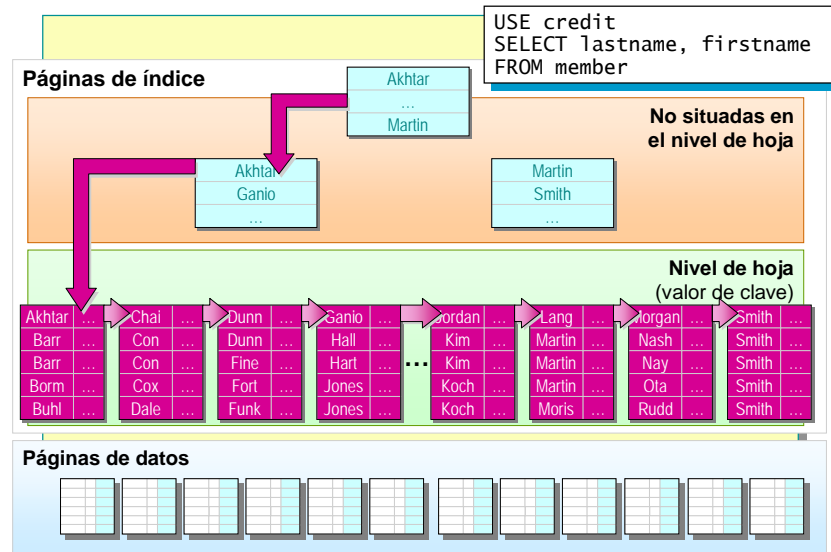 USE credit
SELECT lastname, firstname
FROM member
Páginas de índice
Akhtar
...
Martin
No situadas en
el nivel de hoja
Akhtar
Ganio
...
Martin
Smith
...
Nivel de hoja
(valor de clave)
Akhtar ... Chai ... Dunn ... Ganio ... Gordan ... Lang ... Morgan ... Smith ...
Barr ... Con ... Dunn ... Hall ... Kim ... Martin ... Nash ... Smith ...
Barr ... Con ... Fine ... Hart ... ... Kim ... Martin ... Nay ... Smith ...
Borm ... Cox ... Fort ... Jones ... Koch ... Martin ... Ota ... Smith ...
Buhl ... Dale ... Funk ... Jones ... Koch ... Moris ... Rudd ... Smith ...
Páginas de datos